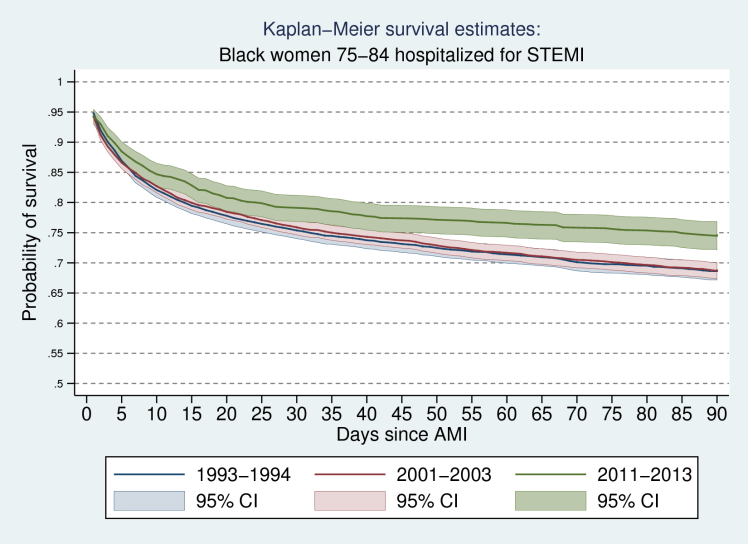 Kaplan−Meier survival estimates:
Black women 75−84 hospitalized for STEMI
Probability of survival
1
.95
.9
.85
.8
.75
.7
.65
.6
.55
.5
0 5 10 15 20 25 30 35 40 45 50 55 60 65 70 75 80 85 90
Days since AMI
1993−1994 2001−2003 2011−2013
95% CI 95% CI 95% CI